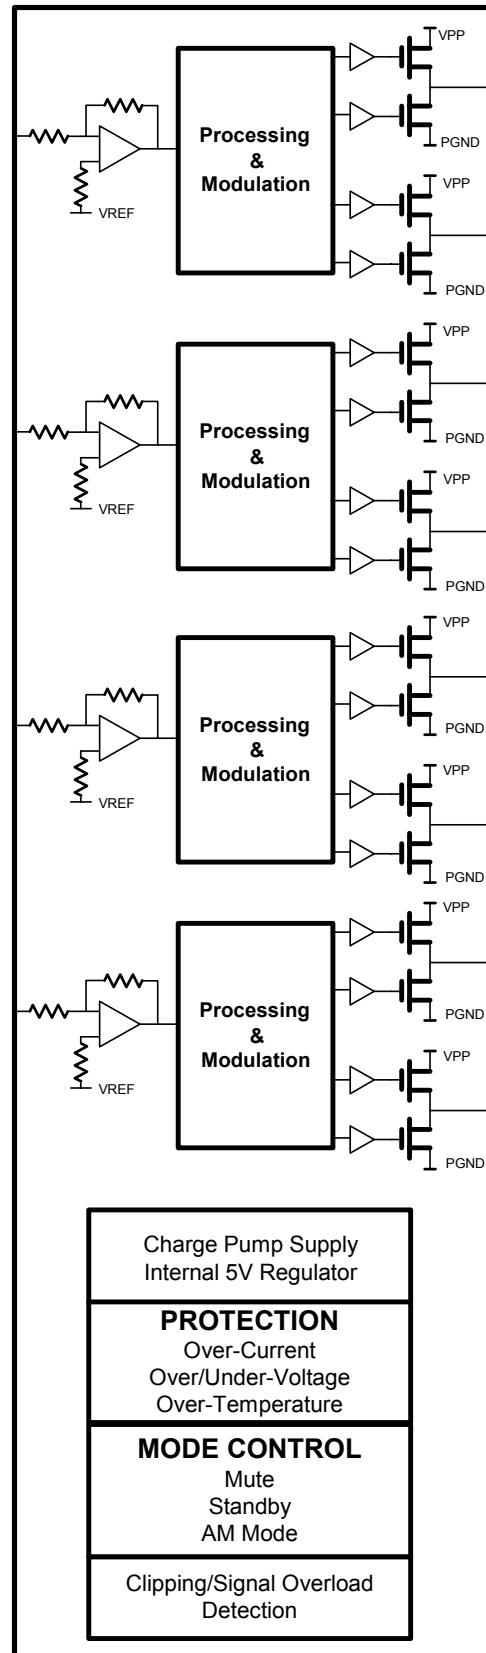 VPP
Processing
&
Modulation
PGND
VREF
VPP
PGND
VPP
Processing
&
Modulation
PGND
VREF
VPP
PGND
VPP
Processing
&
Modulation
PGND
VREF
VPP
PGND
VPP
Processing
&
Modulation
PGND
VREF
VPP
PGND
Charge Pump Supply
Internal 5V Regulator
PROTECTION
Over-Current
Over/Under-Voltage
Over-Temperature
MODE CONTROL
Mute
Standby
AM Mode
Clipping/Signal Overload
Detection